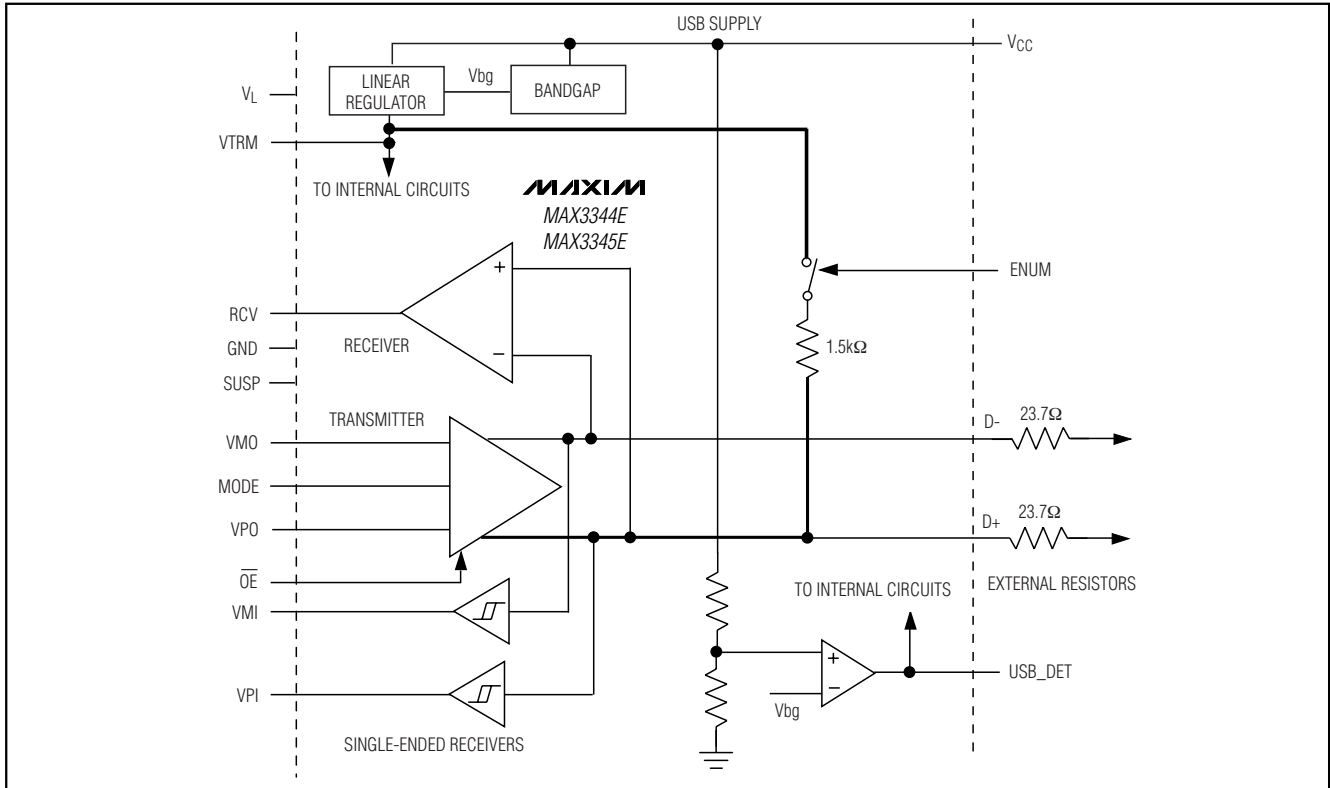 USB SUPPLY
VCC
LINEAR
REGULATOR
Vbg
BANDGAP
VL
VTRM
TO INTERNAL CIRCUITS
MAXIM
MAX3344E
MAX3345E
ENUM
+
RCV
RECEIVER
1.5kΩ
GND
−
SUSP
TRANSMITTER
D-
23.7Ω
VMO
MODE
D+
23.7Ω
VPO
OE
TO INTERNAL CIRCUITS
EXTERNAL RESISTORS
VMI
+
USB_DET
−
VPI
Vbg
SINGLE-ENDED RECEIVERS